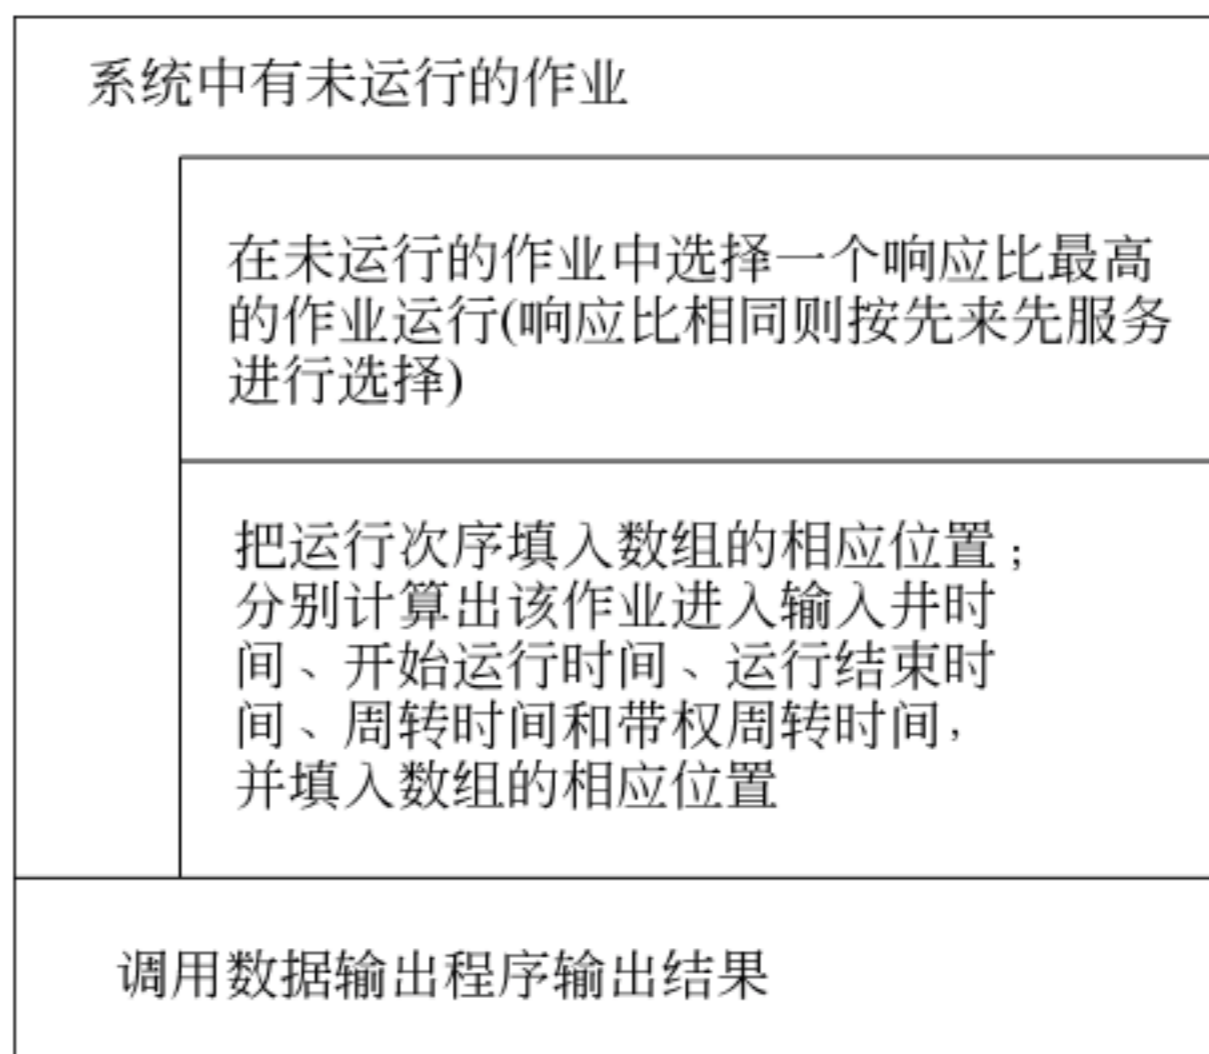 系统中有未运行的作业
在未运行的作业中选择一个响应比最高
的作业运行(响应比相同则按先来先服务
进行选择)
把运行次序填入数组的相应位置；
分别计算出该作业进入输入井时
间、开始运行时间、运行结束时
间、周转时间和带权周转时间，
并填入数组的相应位置
调用数据输出程序输出结果